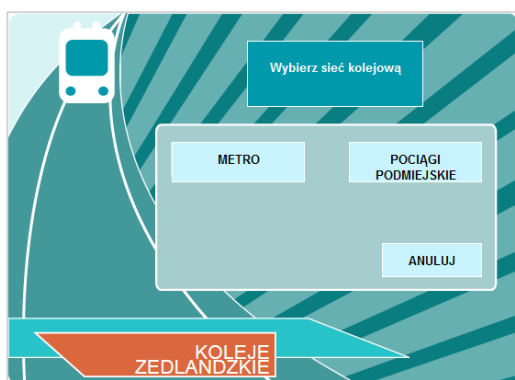 Wybierz sieć kolejową
METRO
POCIĄGI
PODMIEJSKIE
ANULUJ
KOLEJE
ZEDLANDZKIE